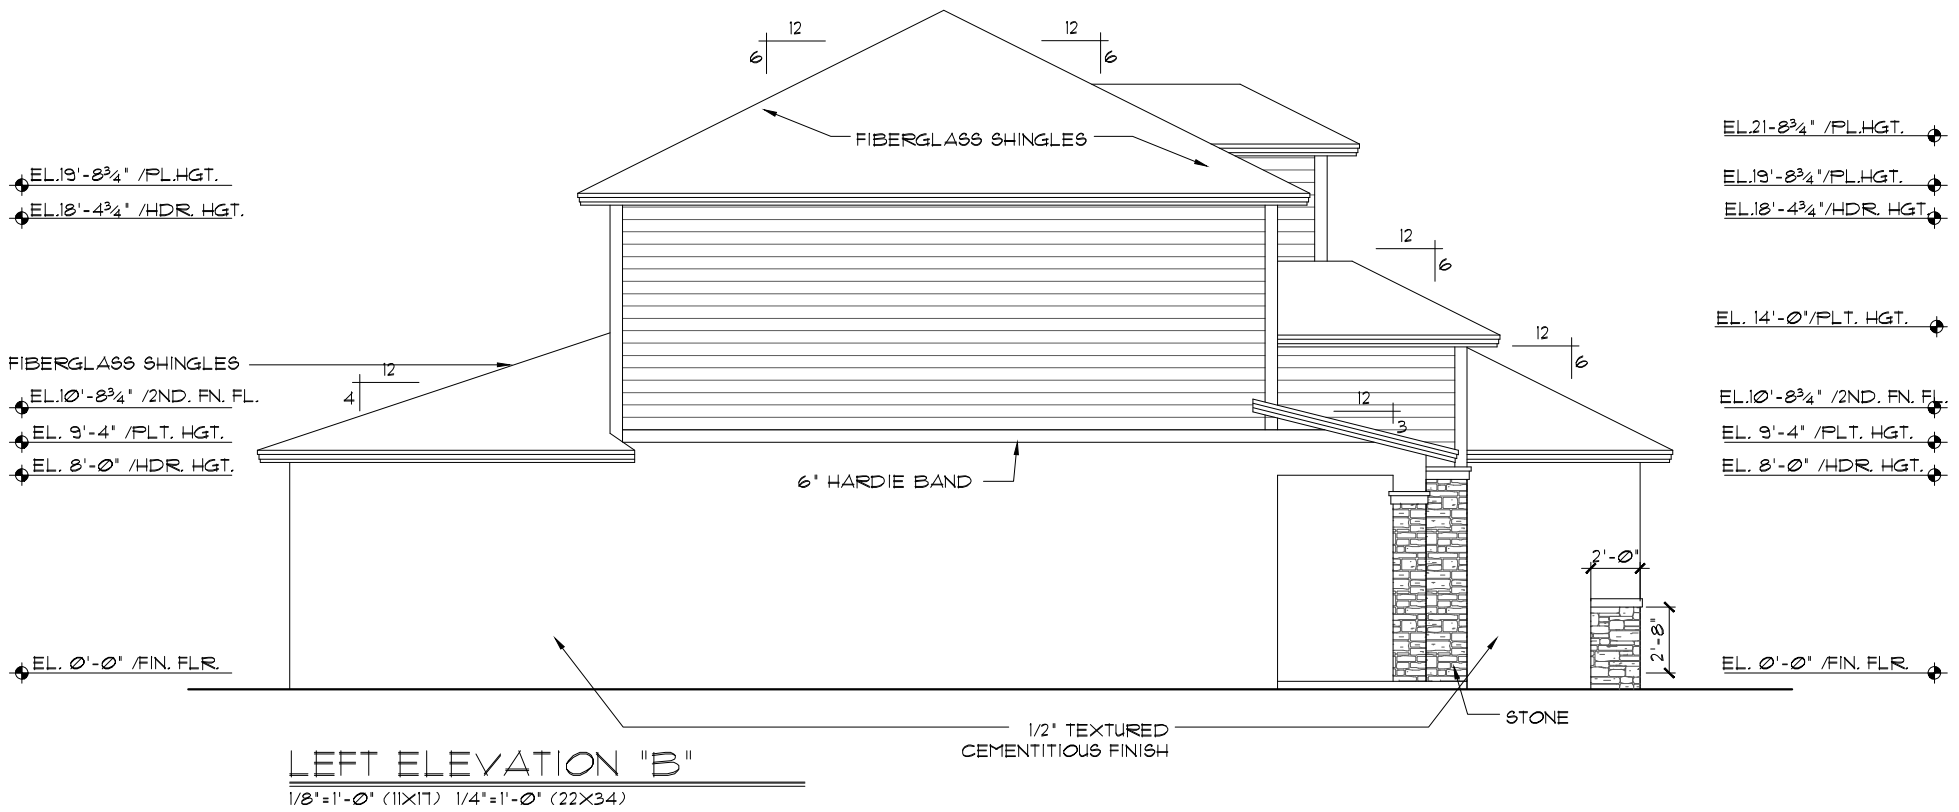 12
6
12
6
FIBERGLASS SHINGLES
EL.21-8¾" /PL.HGT.
EL.19'-8¾" /PL.HGT.
EL.19'-8¾"/PL.HGT.
EL.18'-4¾" /HDR. HGT.
EL.18'-4¾"/HDR. HGT.
12
6
EL. 14'-0"/PLT. HGT.
12
6
FIBERGLASS SHINGLES
12
4
EL.10'-8¾" /2ND. FN. FL.
12
3
EL.10'-8¾" /2ND. FN. FL.
EL. 9'-4" /PLT. HGT.
EL. 9'-4" /PLT. HGT.
EL. 8'-0" /HDR. HGT.
EL. 8'-0" /HDR. HGT.
6" HARDIE BAND
2'-0"
2'-8"
EL. 0'-0" /FIN. FLR.
EL. 0'-0" /FIN. FLR.
STONE
1/2" TEXTURED
CEMENTITIOUS FINISH
LEFT ELEVATION "B"
1/8"=1'-0" (11X17) 1/4"=1'-0" (22X34)